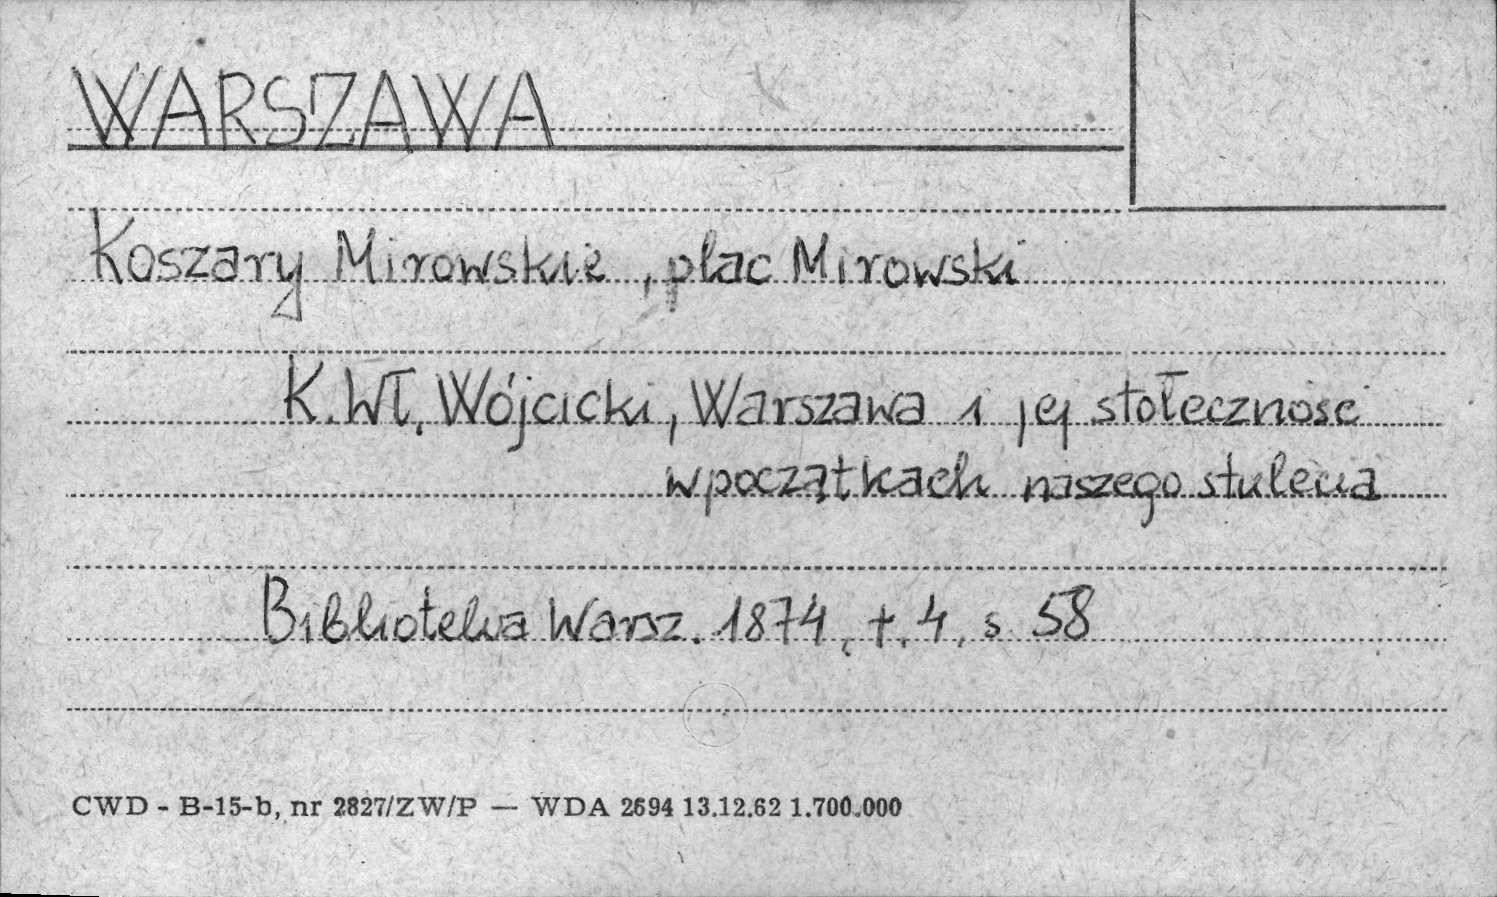 WARSZAWA
Koszary Mirowskie, plac Mirowski
K. Wł. Wójcicki, Warszawa i jej stołecznosc
w początkach naszego stulecia
Biblioteka Warsz. 1874, t. 4, s. 58
CWD - B-15-b, nr 2827/ZW/P — WDA 2694 13.12.62 1.700.000